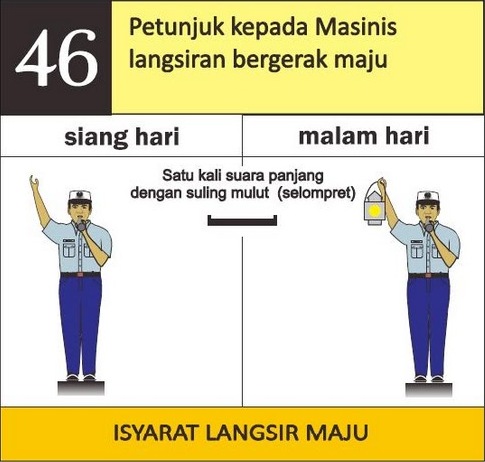 46
Petunjuk kepada Masinis
langsiran bergerak maju
siang hari
malam hari
Satu kali suara panjang
dengan suling mulut (selompret)
ISYARAT LANGSIR MAJU